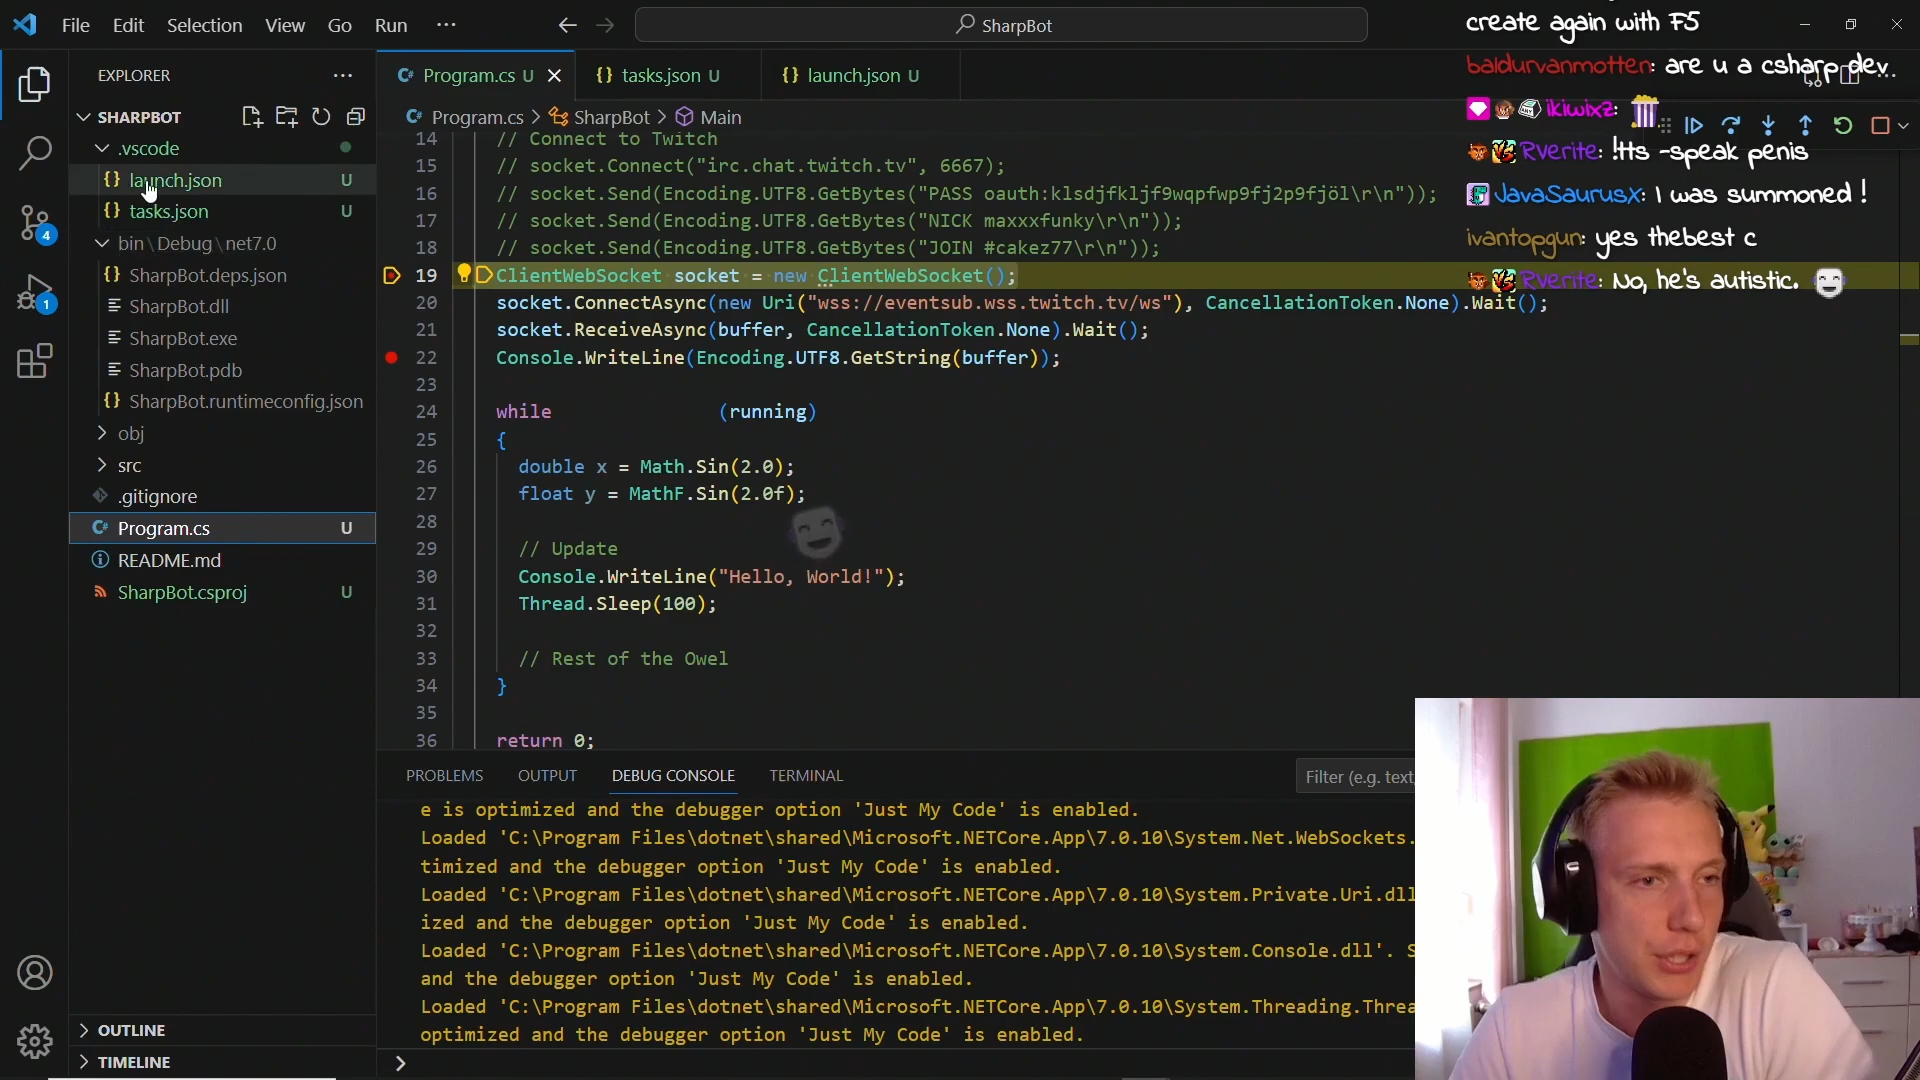 File Edit Selection View Go Run ···
SharpBot
EXPLORER
SHARPBOT
.vscode
launch.json U
tasks.json U
bin\Debug\net7.0
SharpBot.deps.json
SharpBot.dll
SharpBot.exe
SharpBot.pdb
SharpBot.runtimeconfig.json
obj
src
.gitignore
Program.cs U
README.md
SharpBot.csproj U
OUTLINE
TIMELINE
4
1
Program.cs U
tasks.json U
launch.json U
Program.cs > SharpBot > Main
14 // Connect to Twitch
15 // socket.Connect("irc.chat.twitch.tv", 6667);
16 // socket.Send(Encoding.UTF8.GetBytes("PASS oauth:klsdjfkljf9wqpfwp9fj2p9fjöl\r\n"));
17 // socket.Send(Encoding.UTF8.GetBytes("NICK maxxxfunky\r\n"));
18 // socket.Send(Encoding.UTF8.GetBytes("JOIN #cakez77\r\n"));
19 ClientWebSocket socket = new ClientWebSocket();
20 socket.ConnectAsync(new Uri("wss://eventsub.wss.twitch.tv/ws"), CancellationToken.None).Wait();
21 socket.ReceiveAsync(buffer, CancellationToken.None).Wait();
22 Console.WriteLine(Encoding.UTF8.GetString(buffer));
23
24 while (running)
25 {
26 double x = Math.Sin(2.0);
27 float y = MathF.Sin(2.0f);
28
29 // Update
30 Console.WriteLine("Hello, World!");
31 Thread.Sleep(100);
32
33 // Rest of the Owel
34 }
35
36 return 0;
PROBLEMS OUTPUT DEBUG CONSOLE TERMINAL
Filter (e.g. text,
e is optimized and the debugger option 'Just My Code' is enabled.
Loaded 'C:\Program Files\dotnet\shared\Microsoft.NETCore.App\7.0.10\System.Net.WebSockets.
timized and the debugger option 'Just My Code' is enabled.
Loaded 'C:\Program Files\dotnet\shared\Microsoft.NETCore.App\7.0.10\System.Private.Uri.dll
ized and the debugger option 'Just My Code' is enabled.
Loaded 'C:\Program Files\dotnet\shared\Microsoft.NETCore.App\7.0.10\System.Console.dll'. S
and the debugger option 'Just My Code' is enabled.
Loaded 'C:\Program Files\dotnet\shared\Microsoft.NETCore.App\7.0.10\System.Threading.Threa
optimized and the debugger option 'Just My Code' is enabled.
create again with F5
baldurvanmotten: are u a csharp dev
ikiwixz:
Rverite: !tts -speak penis
JavaSaurusX: I was summoned !
ivantopgun: yes thebest c
Rverite: No, he's autistic.